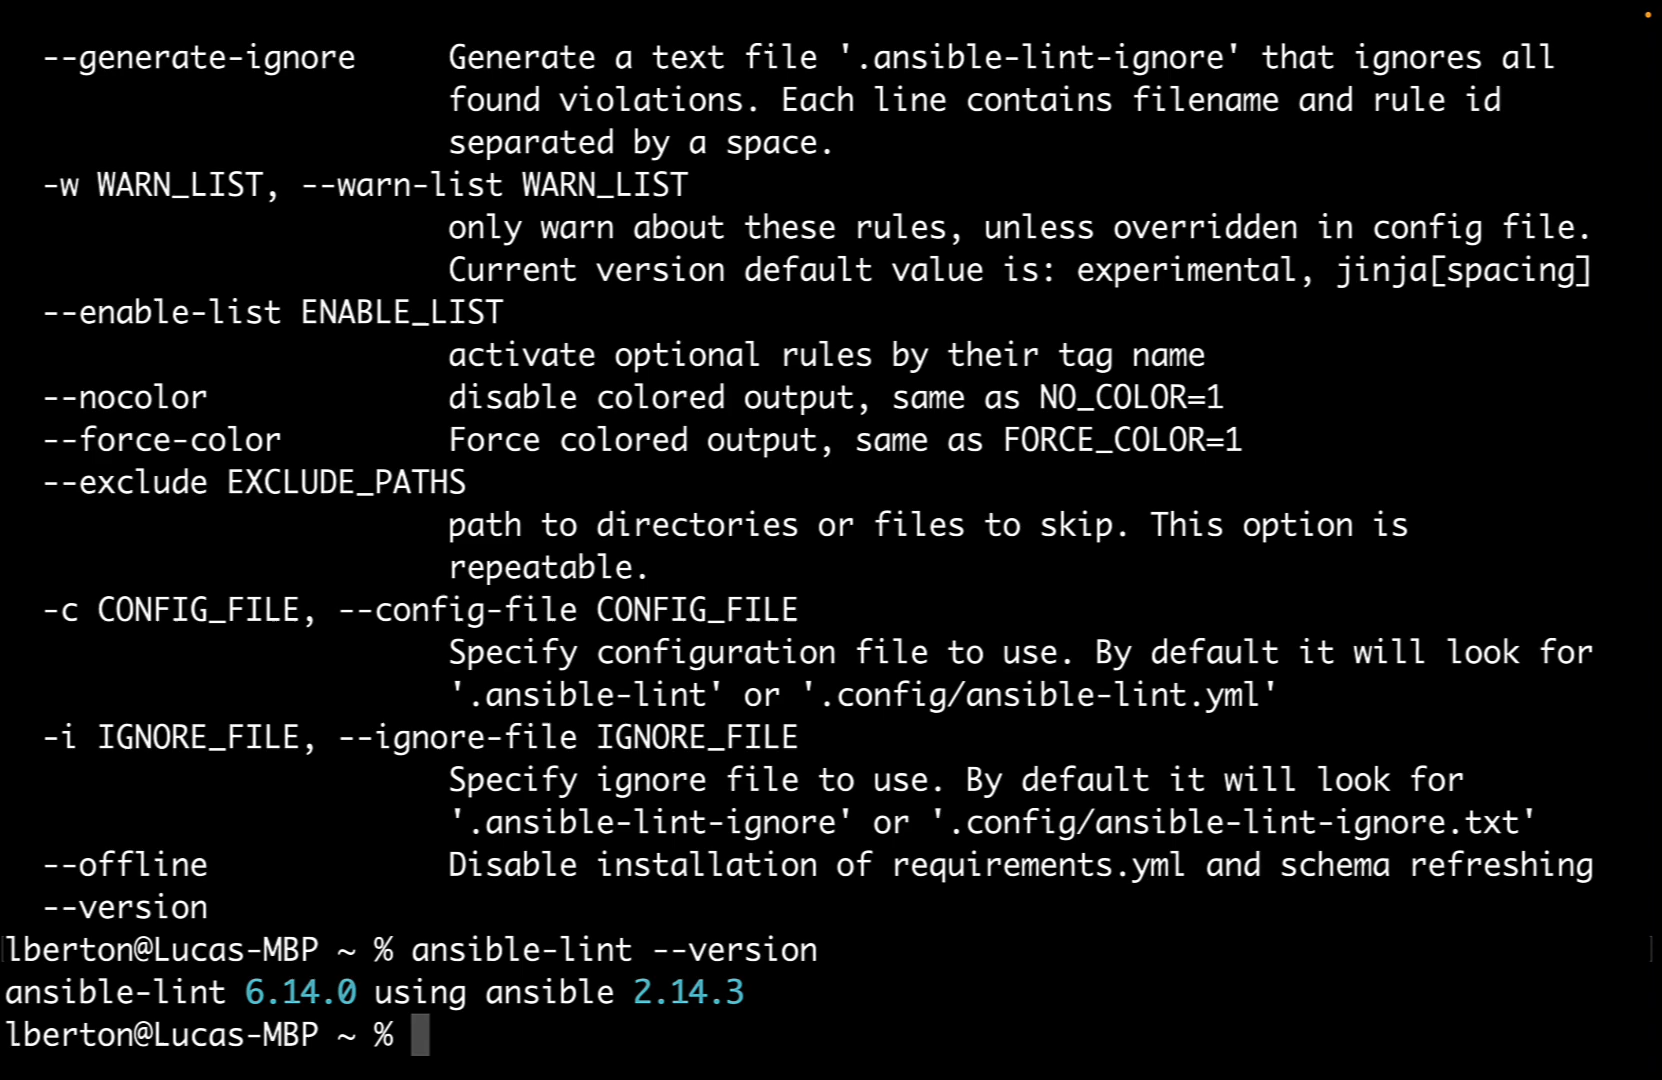 --generate-ignore     Generate a text file '.ansible-lint-ignore' that ignores all
found violations. Each line contains filename and rule id
separated by a space.
-w WARN_LIST, --warn-list WARN_LIST
only warn about these rules, unless overridden in config file.
Current version default value is: experimental, jinja[spacing]
--enable-list ENABLE_LIST
activate optional rules by their tag name
--nocolor             disable colored output, same as NO_COLOR=1
--force-color         Force colored output, same as FORCE_COLOR=1
--exclude EXCLUDE_PATHS
path to directories or files to skip. This option is
repeatable.
-c CONFIG_FILE, --config-file CONFIG_FILE
Specify configuration file to use. By default it will look for
'.ansible-lint' or '.config/ansible-lint.yml'
-i IGNORE_FILE, --ignore-file IGNORE_FILE
Specify ignore file to use. By default it will look for
'.ansible-lint-ignore' or '.config/ansible-lint-ignore.txt'
--offline             Disable installation of requirements.yml and schema refreshing
--version
lberton@Lucas-MBP ~ % ansible-lint --version
ansible-lint 6.14.0 using ansible 2.14.3
lberton@Lucas-MBP ~ %